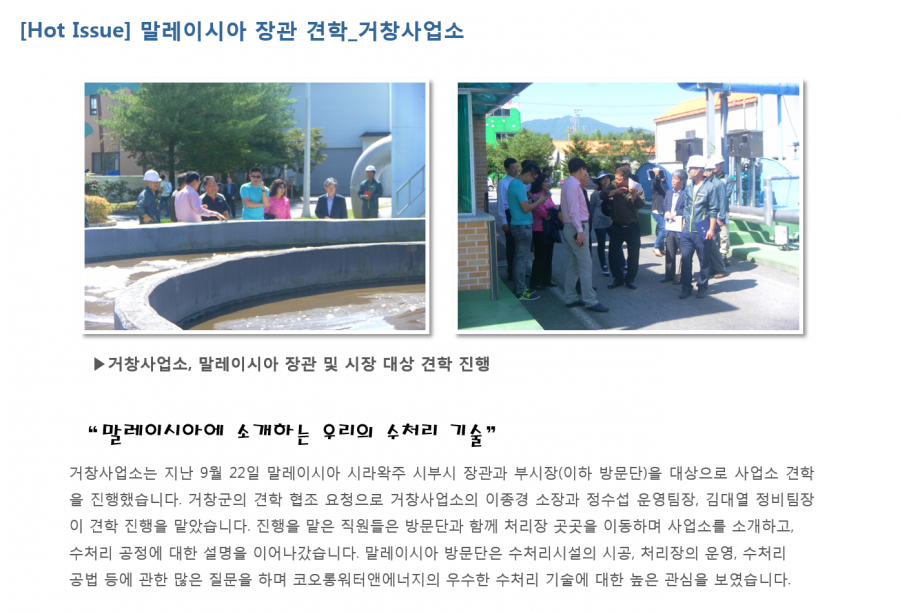 [Hot Issue] 말레이시아 장관 견학_거창사업소
▶거창사업소, 말레이시아 장관 및 시장 대상 견학 진행
“말레이시아에 소개하는 우리의 수처리 기술”
거창사업소는 지난 9월 22일 말레이시아 시라왁주 시부시 장관과 부시장(이하 방문단)을 대상으로 사업소 견학
을 진행했습니다. 거창군의 견학 협조 요청으로 거창사업소의 이종경 소장과 정수섭 운영팀장, 김대열 정비팀장
이 견학 진행을 맡았습니다. 진행을 맡은 직원들은 방문단과 함께 처리장 곳곳을 이동하며 사업소를 소개하고,
수처리 공정에 대한 설명을 이어나갔습니다. 말레이시아 방문단은 수처리시설의 시공, 처리장의 운영, 수처리
공법 등에 관한 많은 질문을 하며 코오롱워터앤에너지의 우수한 수처리 기술에 대한 높은 관심을 보였습니다.